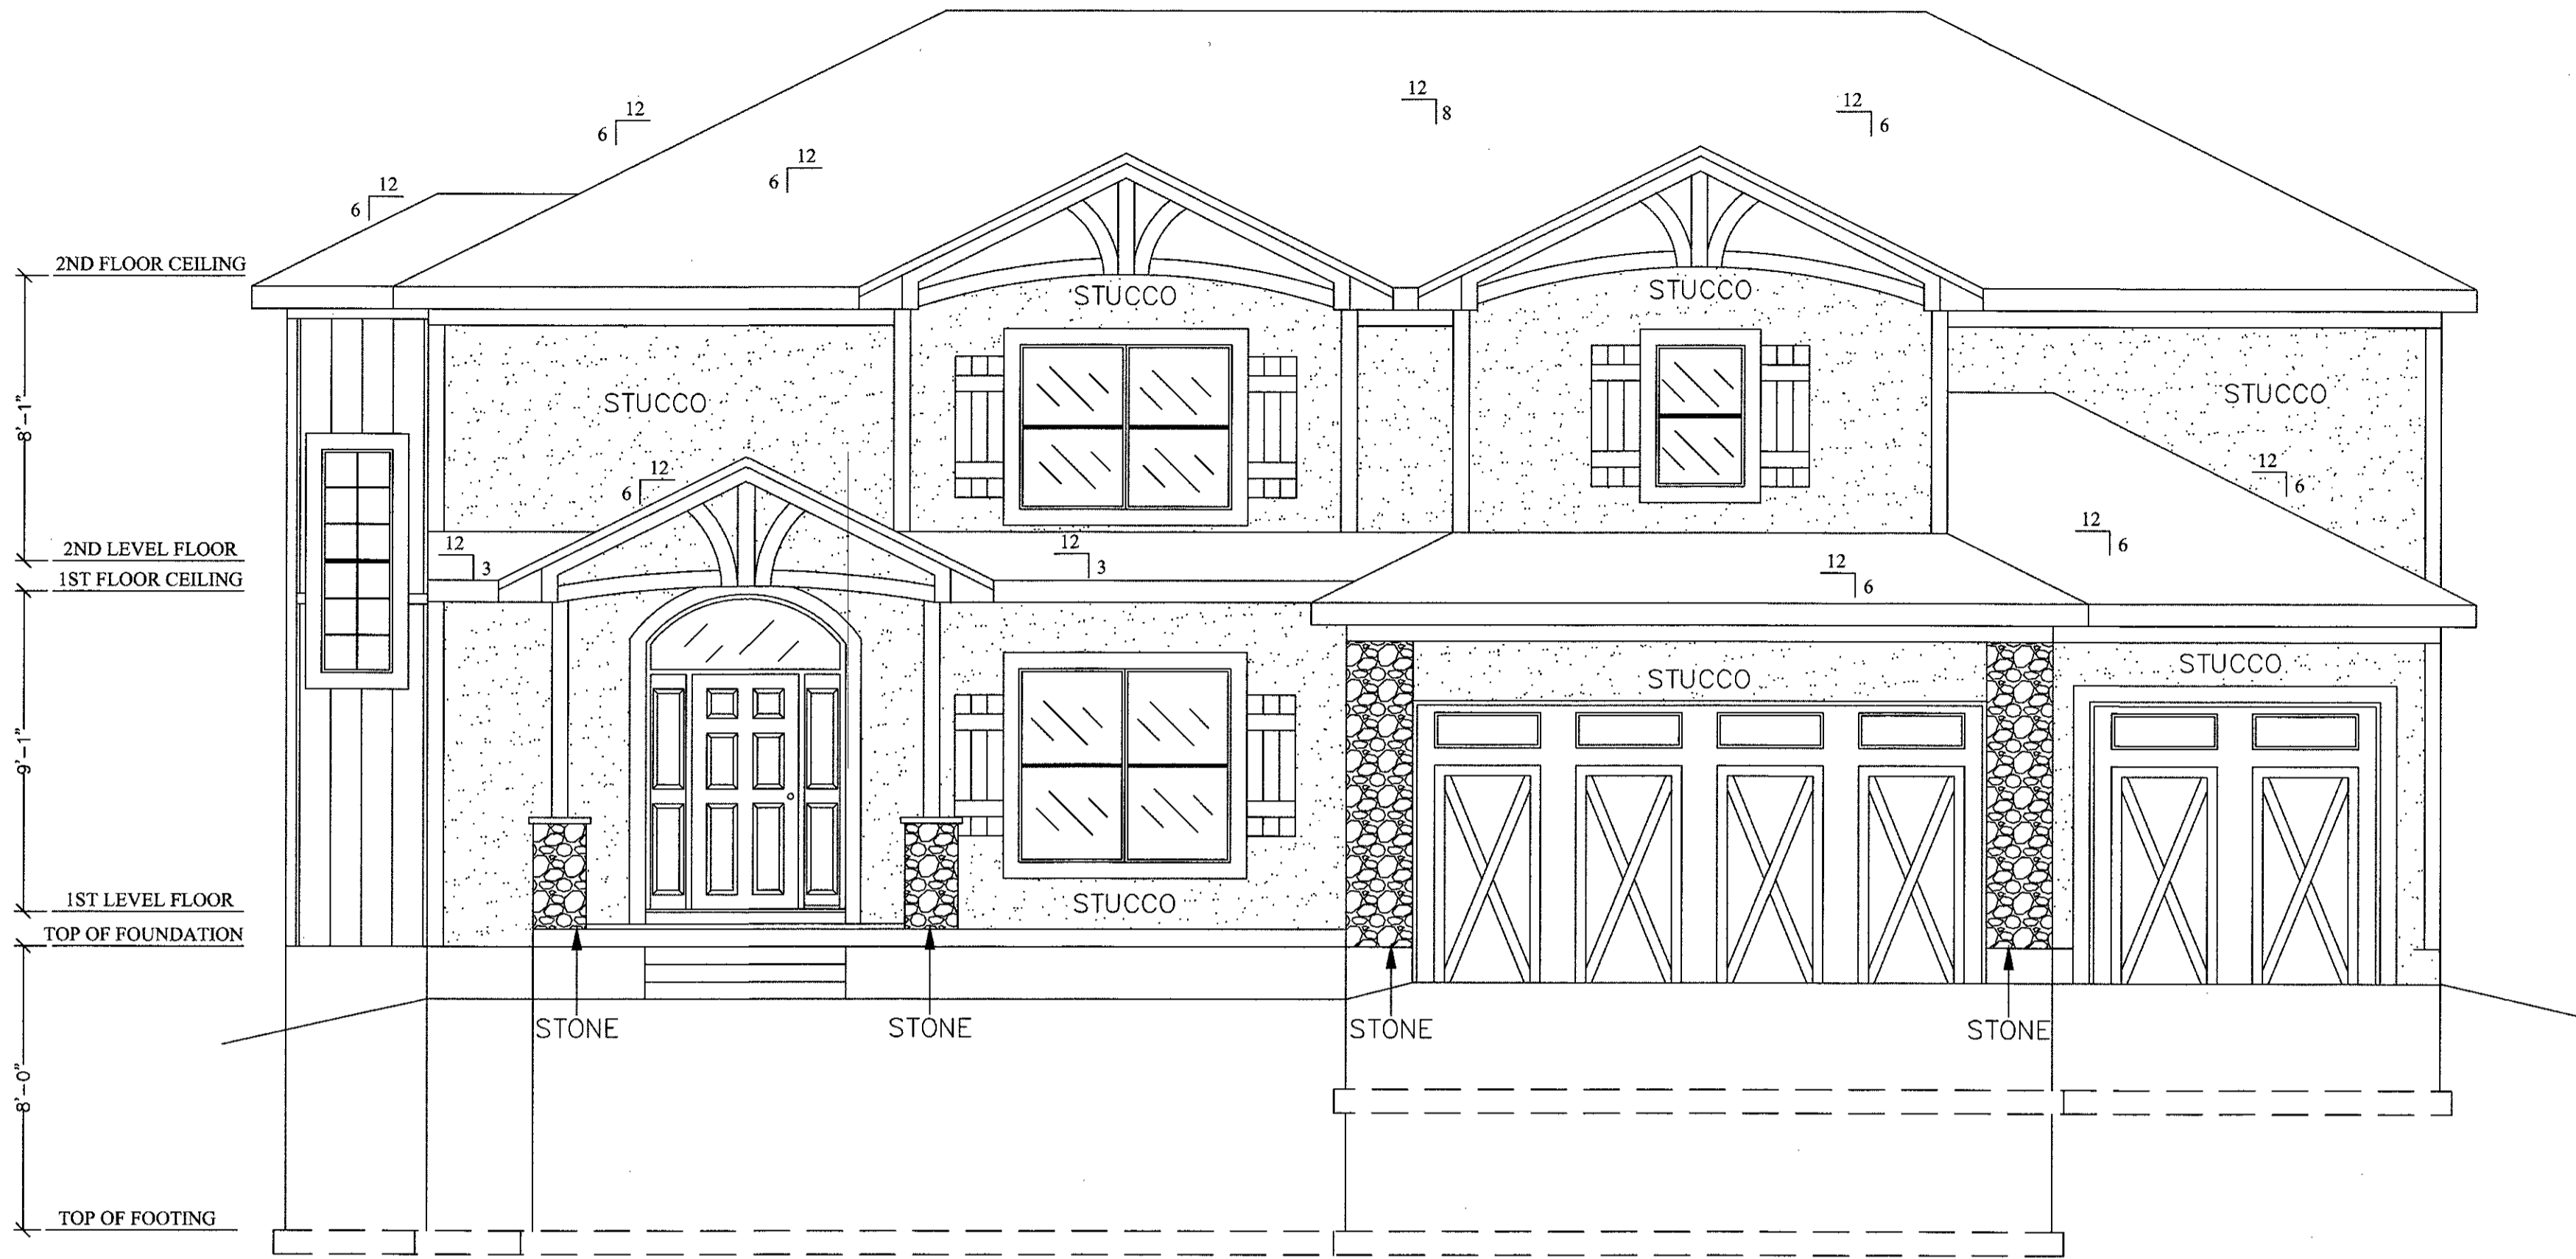 12
8
12
6
12
6
12
6
12
6
2ND FLOOR CEILING
STUCCO
STUCCO
8'-1"
STUCCO
STUCCO
12
6
12
6
12
6
2ND LEVEL FLOOR
12
3
12
3
12
6
1ST FLOOR CEILING
9'-1"
STUCCO
STUCCO
1ST LEVEL FLOOR
STUCCO
TOP OF FOUNDATION
STONE
STONE
STONE
STONE
8'-0"
TOP OF FOOTING